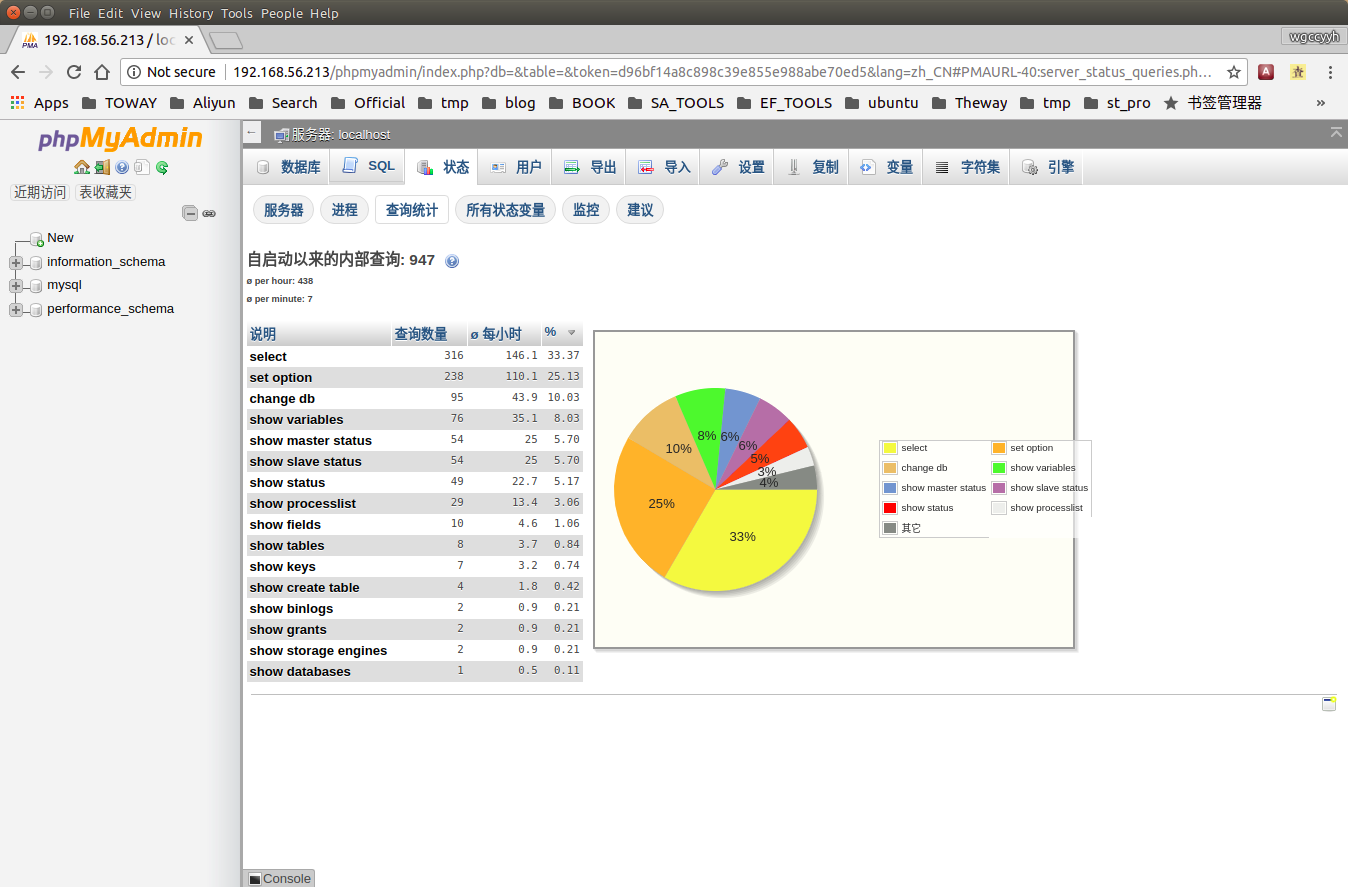 File Edit View History Tools People Help
PMA 192.168.56.213 / loc
wgccyyh
Not secure 192.168.56.213/phpmyadmin/index.php?db=&table=&token=d96bf14a8c898c39e855e988abe70ed5&lang=zh_CN#PMAURL-40:server_status_queries.ph...
Apps TOWAY Aliyun Search Official tmp blog BOOK SA_TOOLS EF_TOOLS ubuntu Theway tmp st_pro 书签管理器 »
phpMyAdmin
近期访问 表收藏夹
New
information_schema
mysql
performance_schema
服务器: localhost
数据库 SQL 状态 用户 导出 导入 设置 复制 变量 字符集 引擎
服务器 进程 查询统计 所有状态变量 监控 建议
自启动以来的内部查询: 947
ø per hour: 438
ø per minute: 7
说明 查询数量 ø 每小时 %
select 316 146.1 33.37
set option 238 110.1 25.13
change db 95 43.9 10.03
show variables 76 35.1 8.03
show master status 54 25 5.70
show slave status 54 25 5.70
show status 49 22.7 5.17
show processlist 29 13.4 3.06
show fields 10 4.6 1.06
show tables 8 3.7 0.84
show keys 7 3.2 0.74
show create table 4 1.8 0.42
show binlogs 2 0.9 0.21
show grants 2 0.9 0.21
show storage engines 2 0.9 0.21
show databases 1 0.5 0.11
8% 6% 6% 5% 3% 4%
10%
25%
33%
select set option
change db show variables
show master status show slave status
show status show processlist
其它
Console